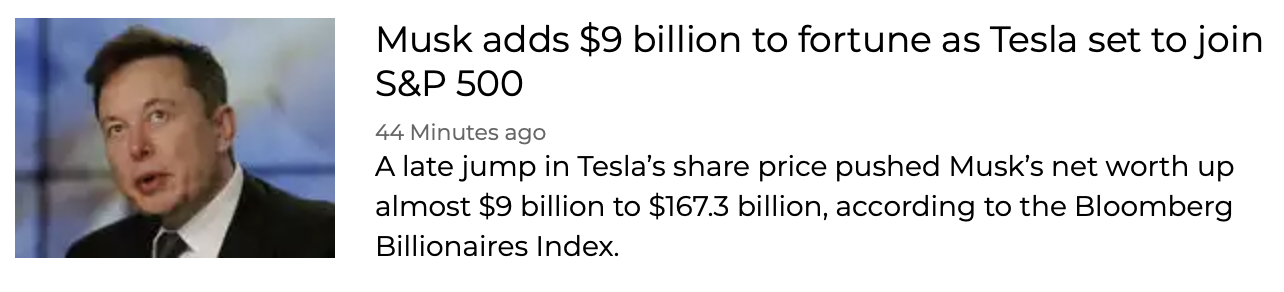 Musk adds $9 billion to fortune as Tesla set to join
S&P 500
44 Minutes ago
A late jump in Tesla’s share price pushed Musk’s net worth up
almost $9 billion to $167.3 billion, according to the Bloomberg
Billionaires Index.